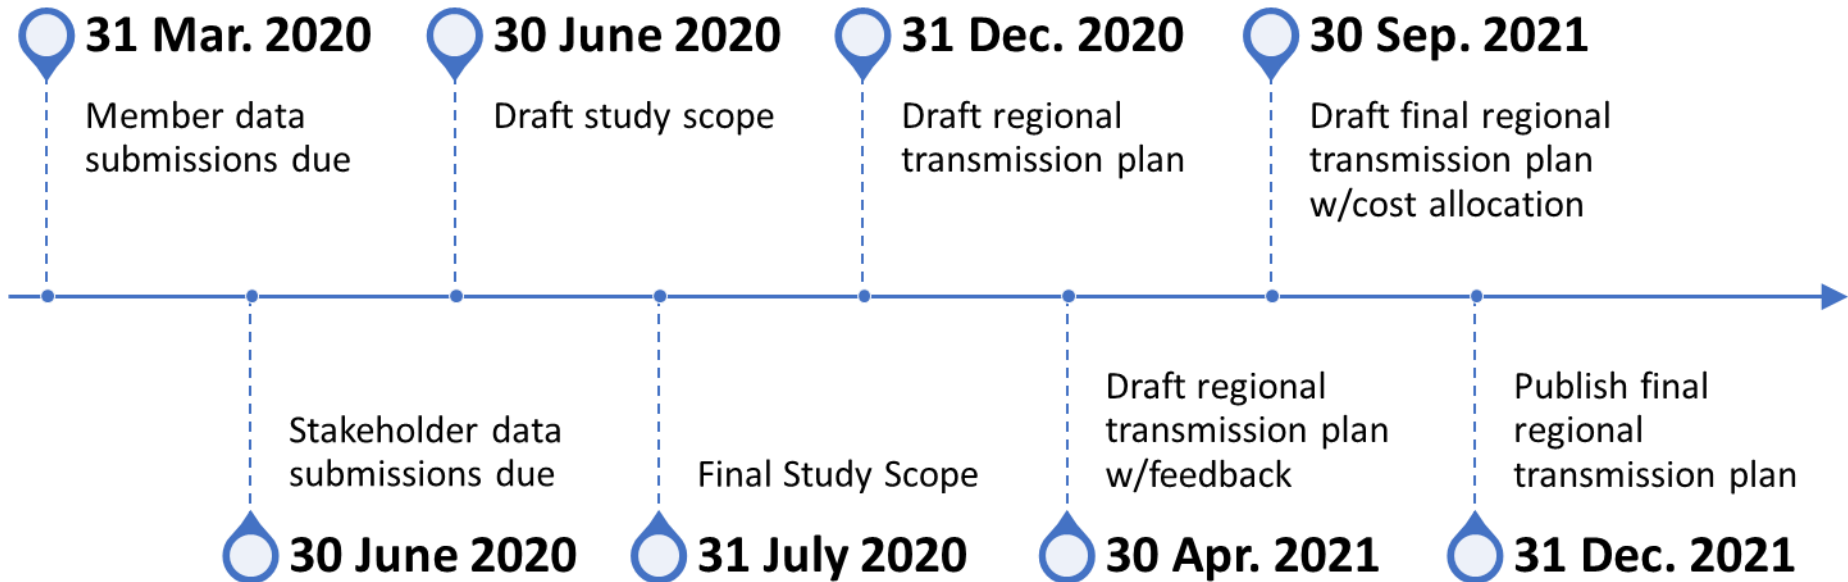 31 Mar. 2020
Member data
submissions due
30 June 2020
Draft study scope
31 Dec. 2020
Draft regional
transmission plan
30 Sep. 2021
Draft final regional
transmission plan
w/cost allocation
Stakeholder data
submissions due
30 June 2020
Final Study Scope
31 July 2020
Draft regional
transmission plan
w/feedback
30 Apr. 2021
Publish final
regional
transmission plan
31 Dec. 2021